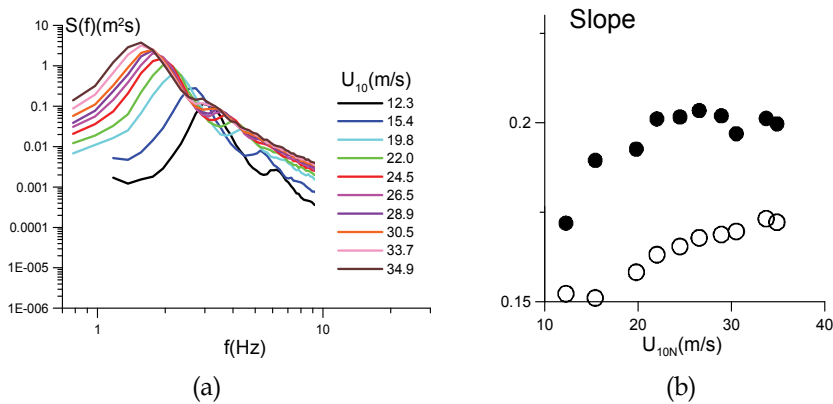 S(f)(m²s)
10
1
0.1
0.01
0.001
0.0001
1E-005
1E-006
1
10
f(Hz)
U10(m/s)
12.3
15.4
19.8
22.0
24.5
26.5
28.9
30.5
33.7
34.9
(a)
Slope
0.2
0.15
10
20
30
40
U10N(m/s)
(b)